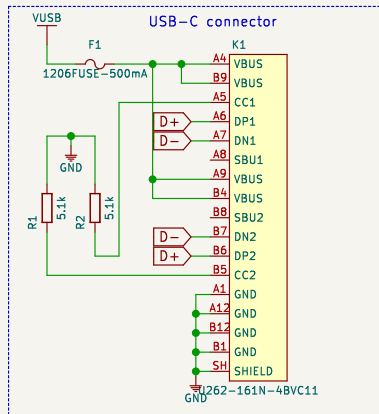 USB-C connector
VUSB
F1
1206FUSE-500mA
K1
A4 VBUS
B9 VBUS
A5 CC1
D+ A6 DP1
D- A7 DN1
A8 SBU1
A9 VBUS
B4 VBUS
B8 SBU2
D- B7 DN2
D+ B6 DP2
B5 CC2
A1 GND
A12 GND
B12 GND
B1 GND
SH SHIELD
GND
R1 5.1k
R2 5.1k
GND
U262-161N-4BVC11